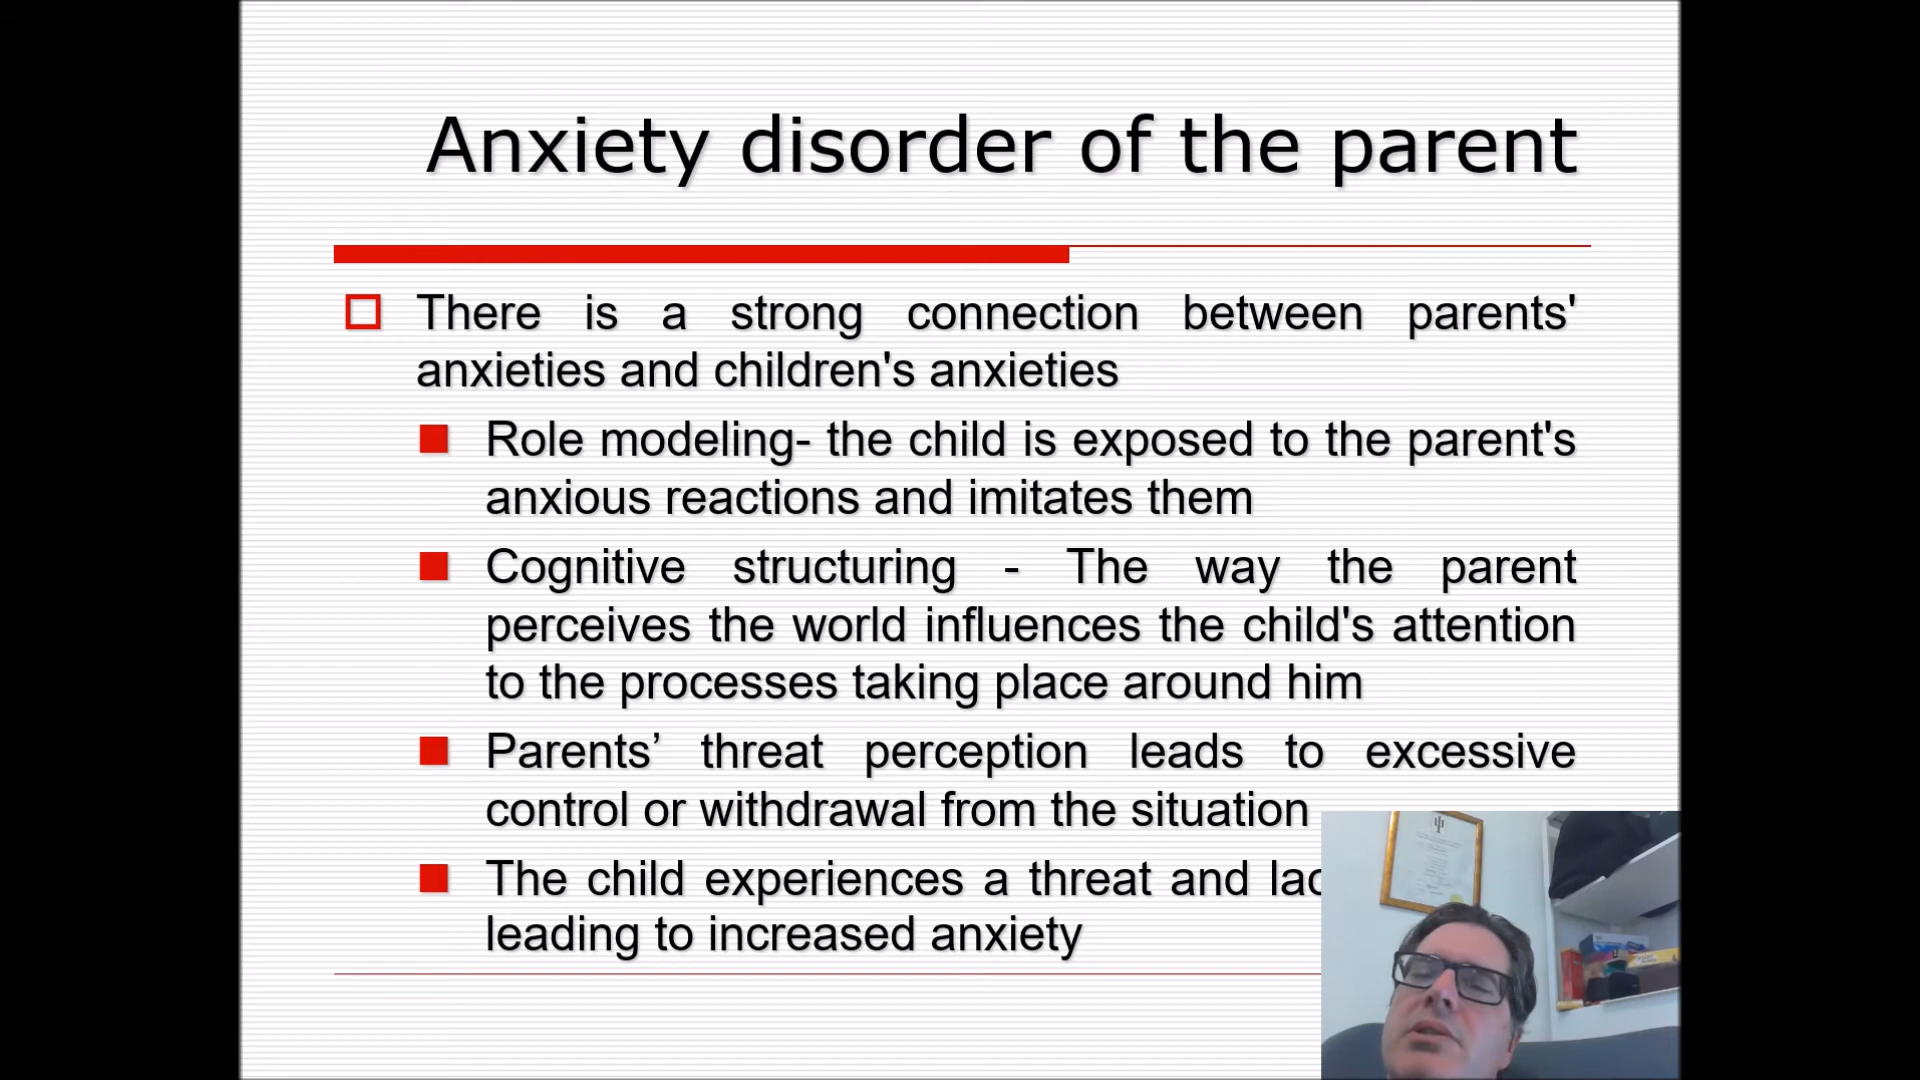 Anxiety disorder of the parent
There is a strong connection between parents'
anxieties and children's anxieties
Role modeling- the child is exposed to the parent's
anxious reactions and imitates them
Cognitive structuring - The way the parent
perceives the world influences the child's attention
to the processes taking place around him
Parents’ threat perception leads to excessive
control or withdrawal from the situation
The child experiences a threat and
leading to increased anxiety